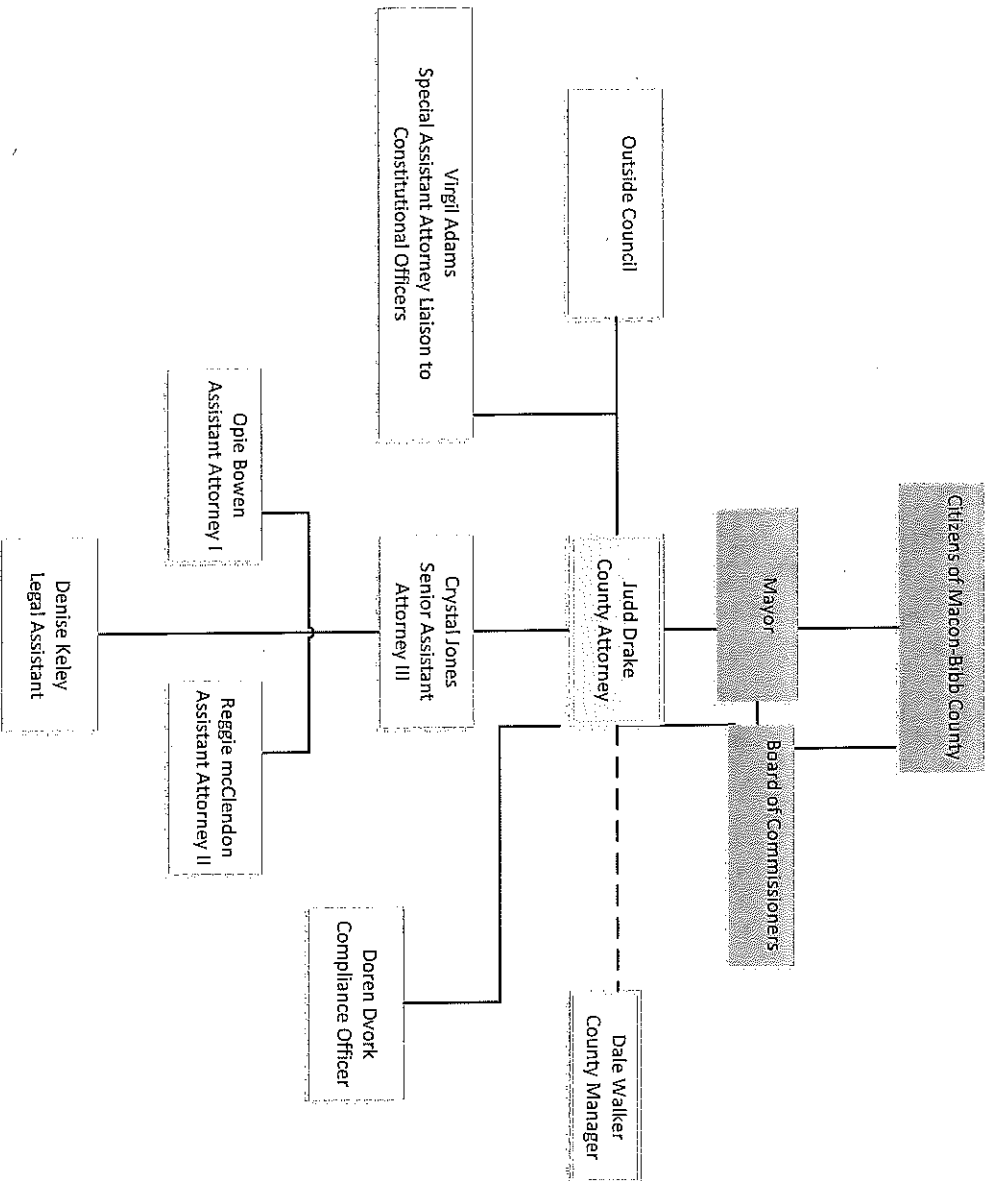 Citizens of Macon-Bibb County
Mayor
Board of Commissioners
Outside Council
Judd Drake
County Attorney
Dale Walker
County Manager
Virgil Adams
Special Assistant Attorney Liaison to
Constitutional Officers
Crystal Jones
Senior Assistant
Attorney III
Doren Dvork
Compliance Officer
Opie Bowen
Assistant Attorney I
Reggie mcClendon
Assistant Attorney II
Denise Keley
Legal Assistant